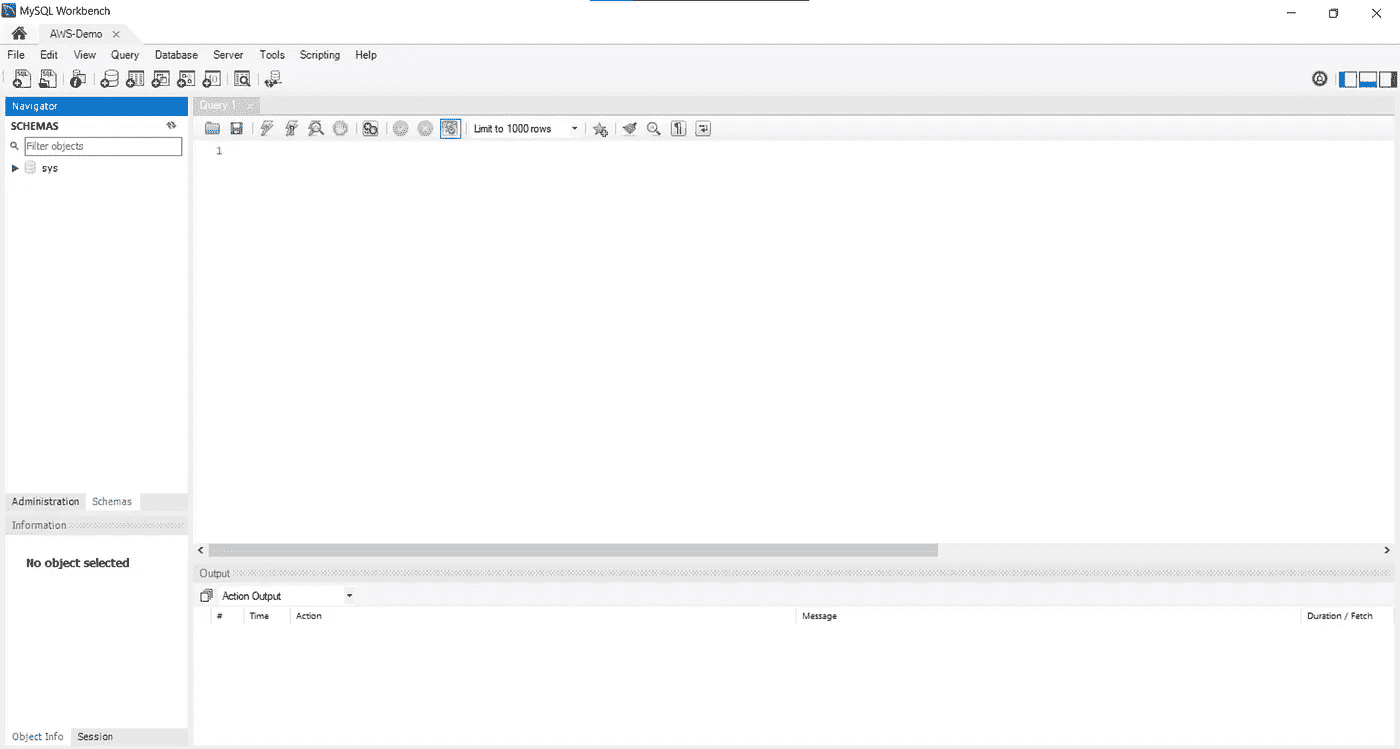 MySQL Workbench
AWS-Demo
File Edit View Query Database Server Tools Scripting Help
Navigator
Query 1
SCHEMAS
Limit to 1000 rows
Filter objects
1
sys
Administration Schemas
Information
No object selected
Output
Action Output
# Time Action Message Duration / Fetch
Object Info Session